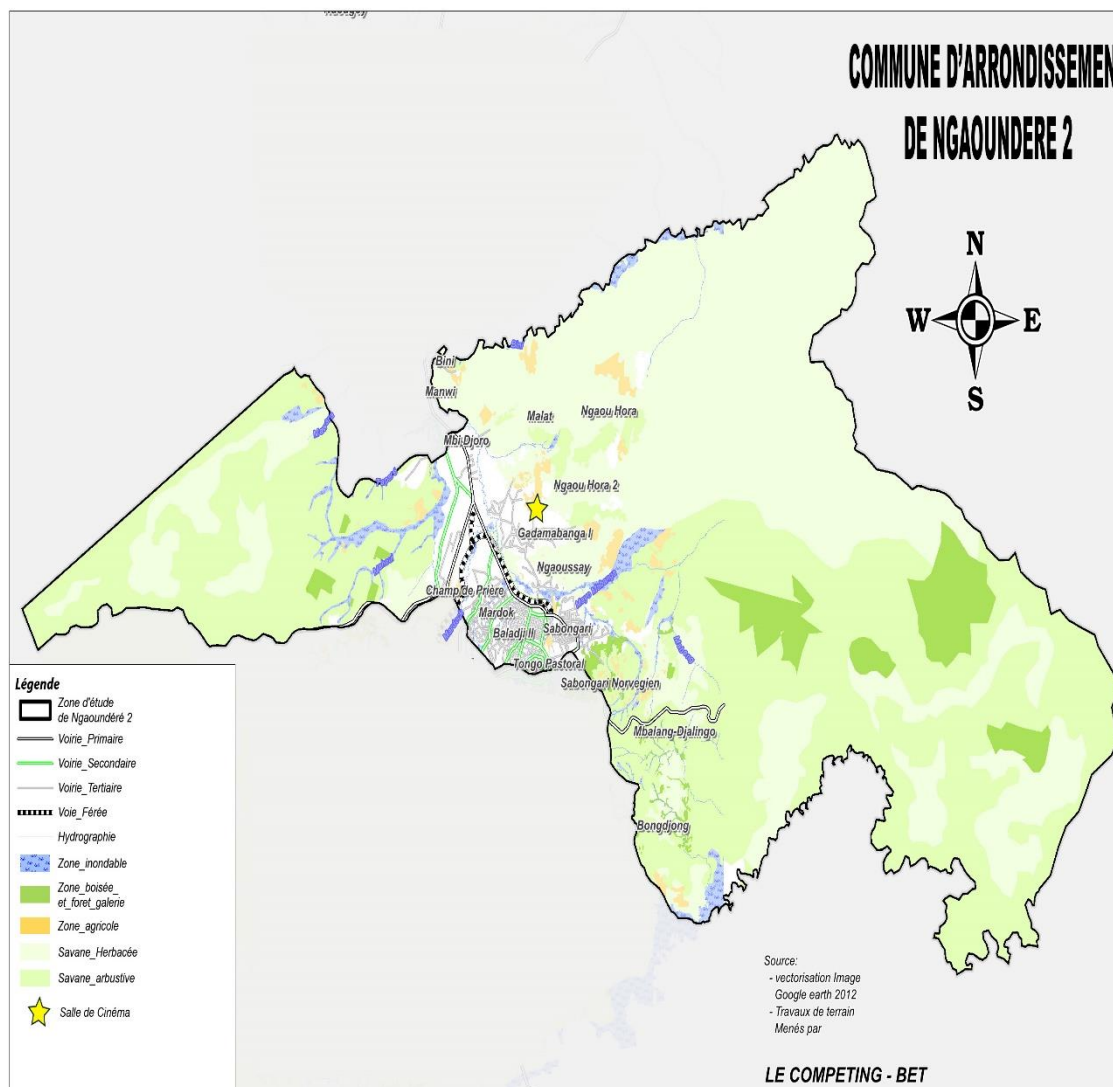 COMMUNE D'ARRONDISSEMEN
DE NGAOUNDERE 2
N
W
E
S
Bini
Manwi
Malat
Ngaou Hora
Mbi Djoro
Ngaou Hora 2
Gadamabanga I
Ngaoussay
Champ de Prière
Mardok
Baladji II
Sabongari
Tongo Pastoral
Sabongari Norvegien
Mbalang-Djalingo
Bongdjong
Légende
Zone d'étude
de Ngaoundéré 2
Voirie_Primaire
Voirie_Secondaire
Voirie_Tertiaire
Voie_Férée
Hydrographie
Zone_inondable
Zone_boisée_
et_foret_galerie
Zone_agricole
Savane_Herbacée
Savane_arbustive
Salle de Cinéma
Source:
- vectorisation Image
Google earth 2012
- Travaux de terrain
Menés par
LE COMPETING - BET